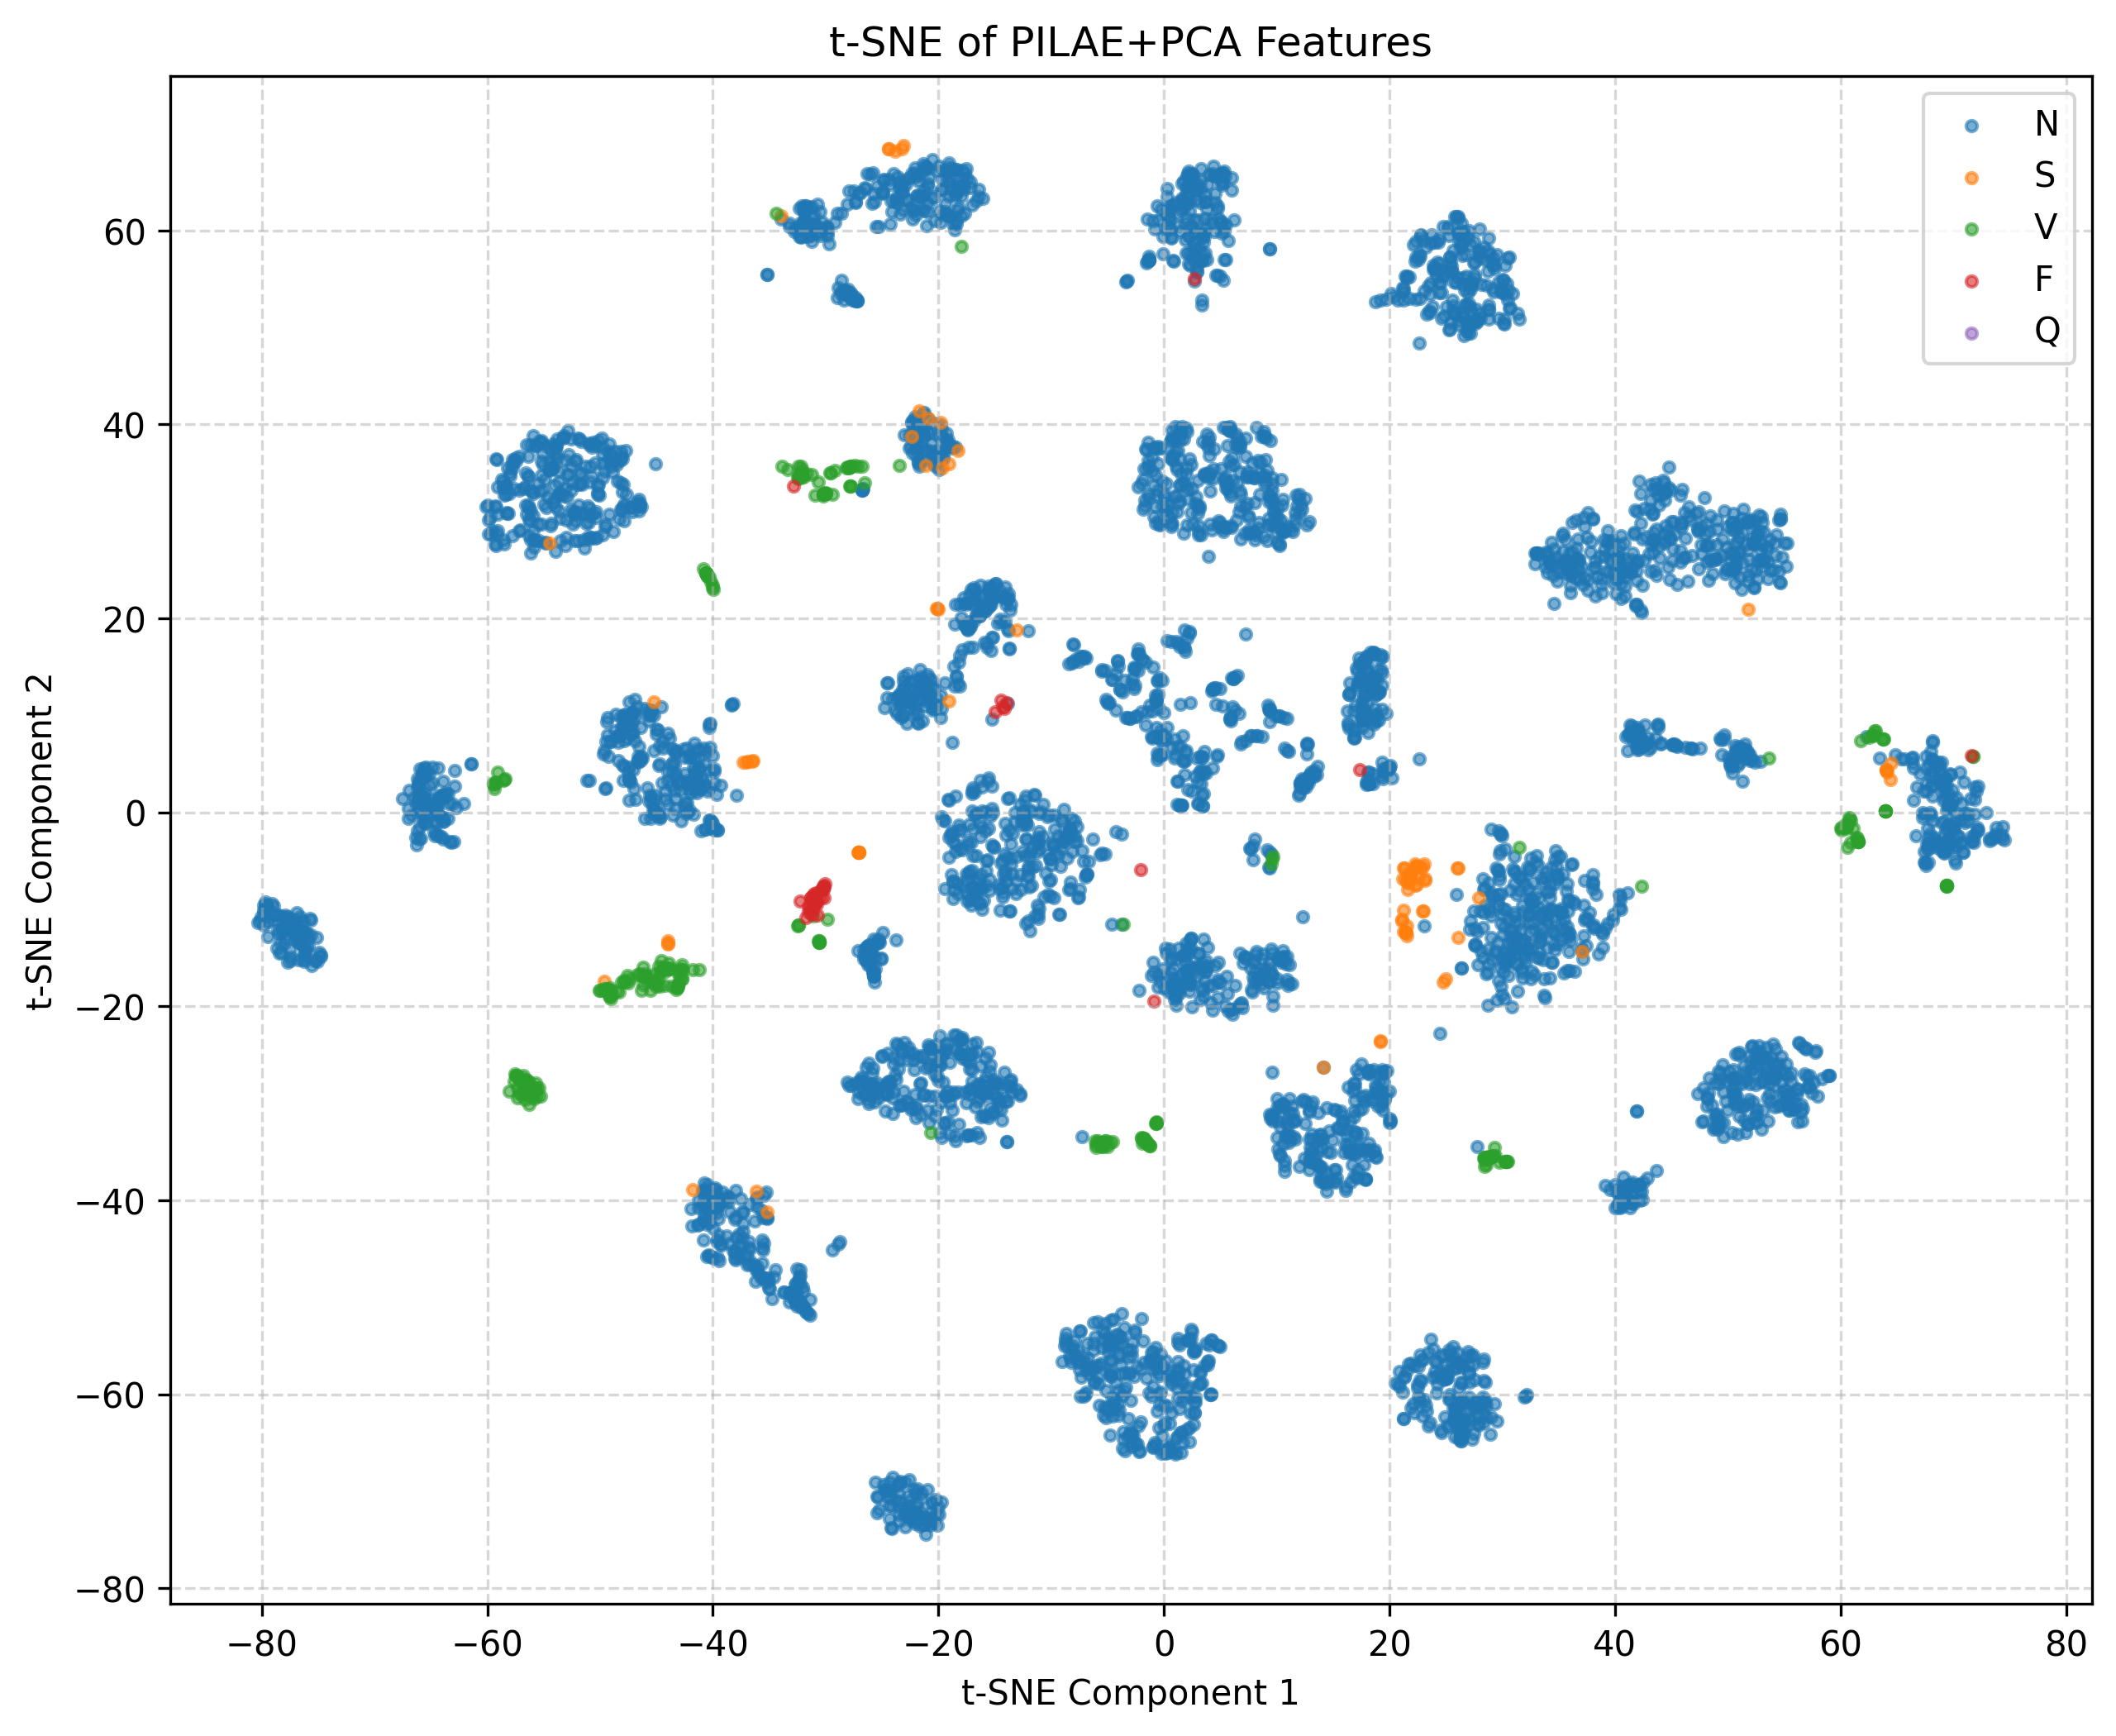 t-SNE of PILAE+PCA Features
N
S
V
F
Q
60
40
20
0
−20
−40
−60
−80
t-SNE Component 2
−80 −60 −40 −20 0 20 40 60 80
t-SNE Component 1